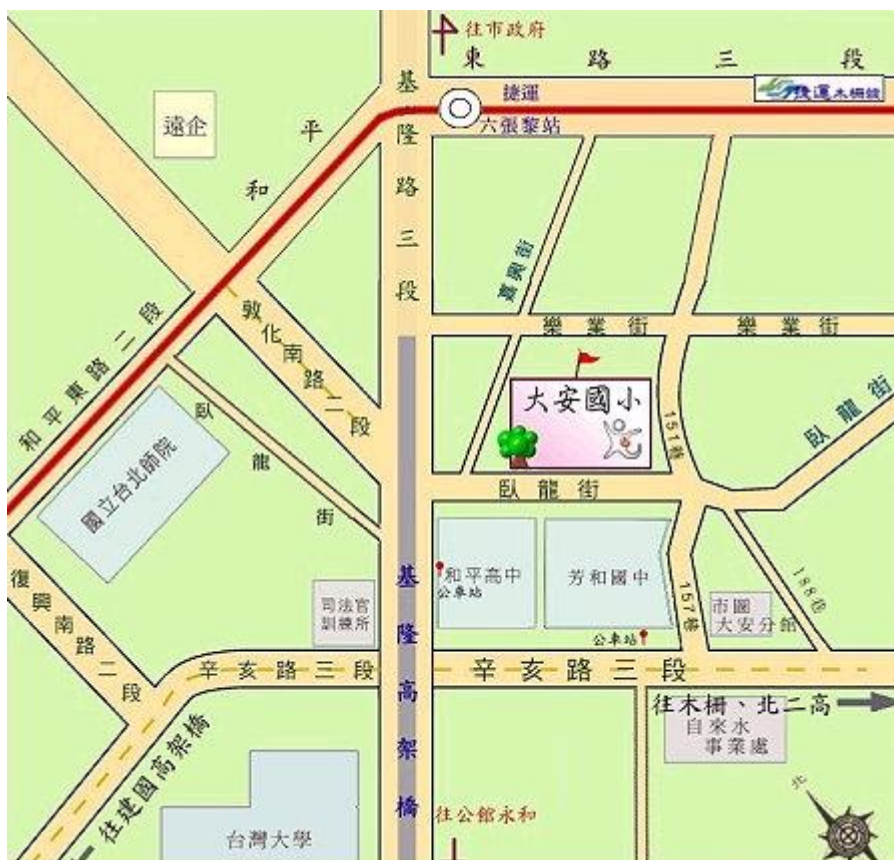 往市政府
東路三段
捷運
捷運木柵線
六張黎站
基隆路三段
遠企
和平
嘉興街
敦化南路二段
樂業街
樂業街
和平東路二段
大安國小
151巷
臥龍街
臥龍街
臥龍街
國立台北師院
和平高中
公車站
芳和國中
公車站
157巷
188巷
市圖
大安分館
復興南路二段
司法官
訓練所
基隆高架橋
辛亥路三段
辛亥路三段
往木柵、北二高
自來水
事業處
往建國高架橋
台灣大學
往公館永和
北